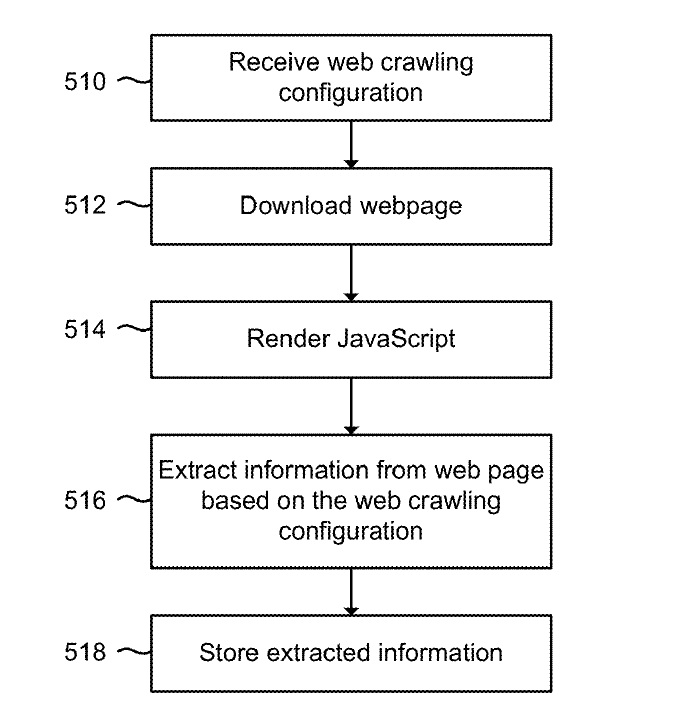 510
Receive web crawling
configuration
512
Download webpage
514
Render JavaScript
516
Extract information from web page
based on the web crawling
configuration
518
Store extracted information